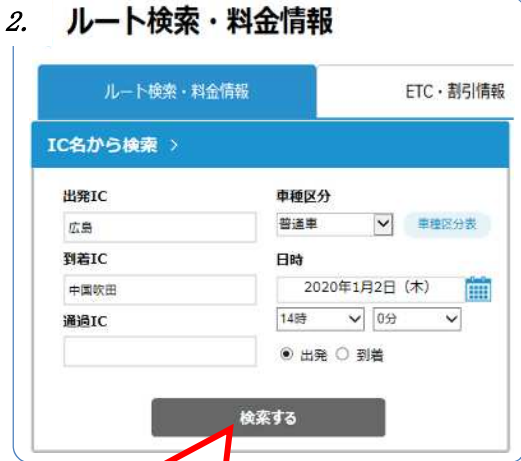 2. ルート検索・料金情報
ルート検索・料金情報 ETC・割引情報
IC名から検索 >
出発IC 車種区分
広島 普通車 車種区分表
到着IC 日時
中国吹田 2020年1月2日（木）
通過IC 14時 0分
出発 到着
検索する